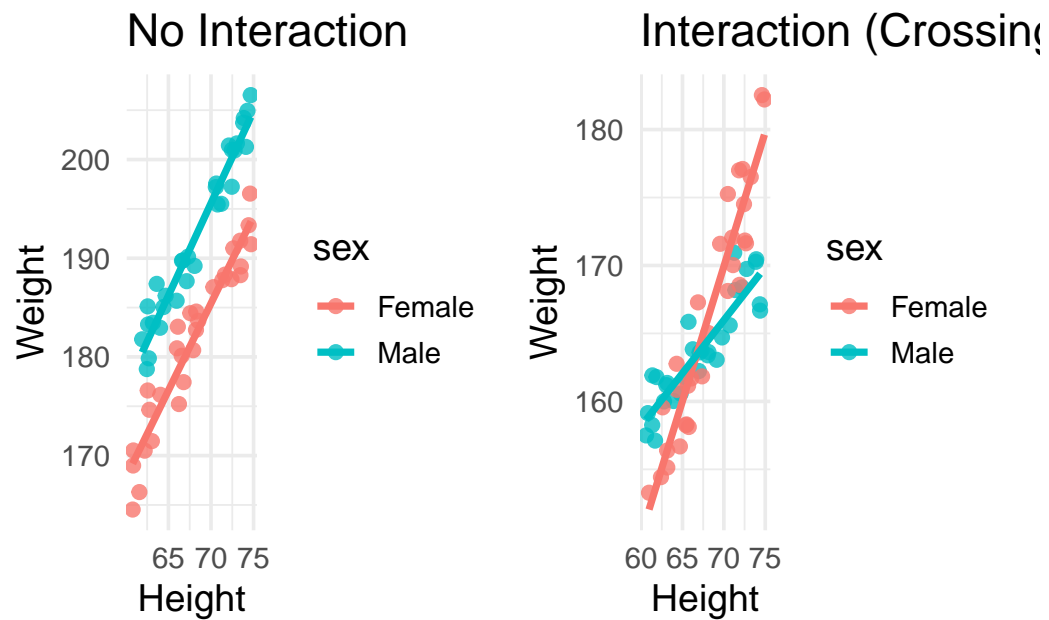 No Interaction
Weight
200
190
180
170
65 70 75
Height
sex
Female
Male
Interaction (Crossing
Weight
180
170
160
60 65 70 75
Height
sex
Female
Male